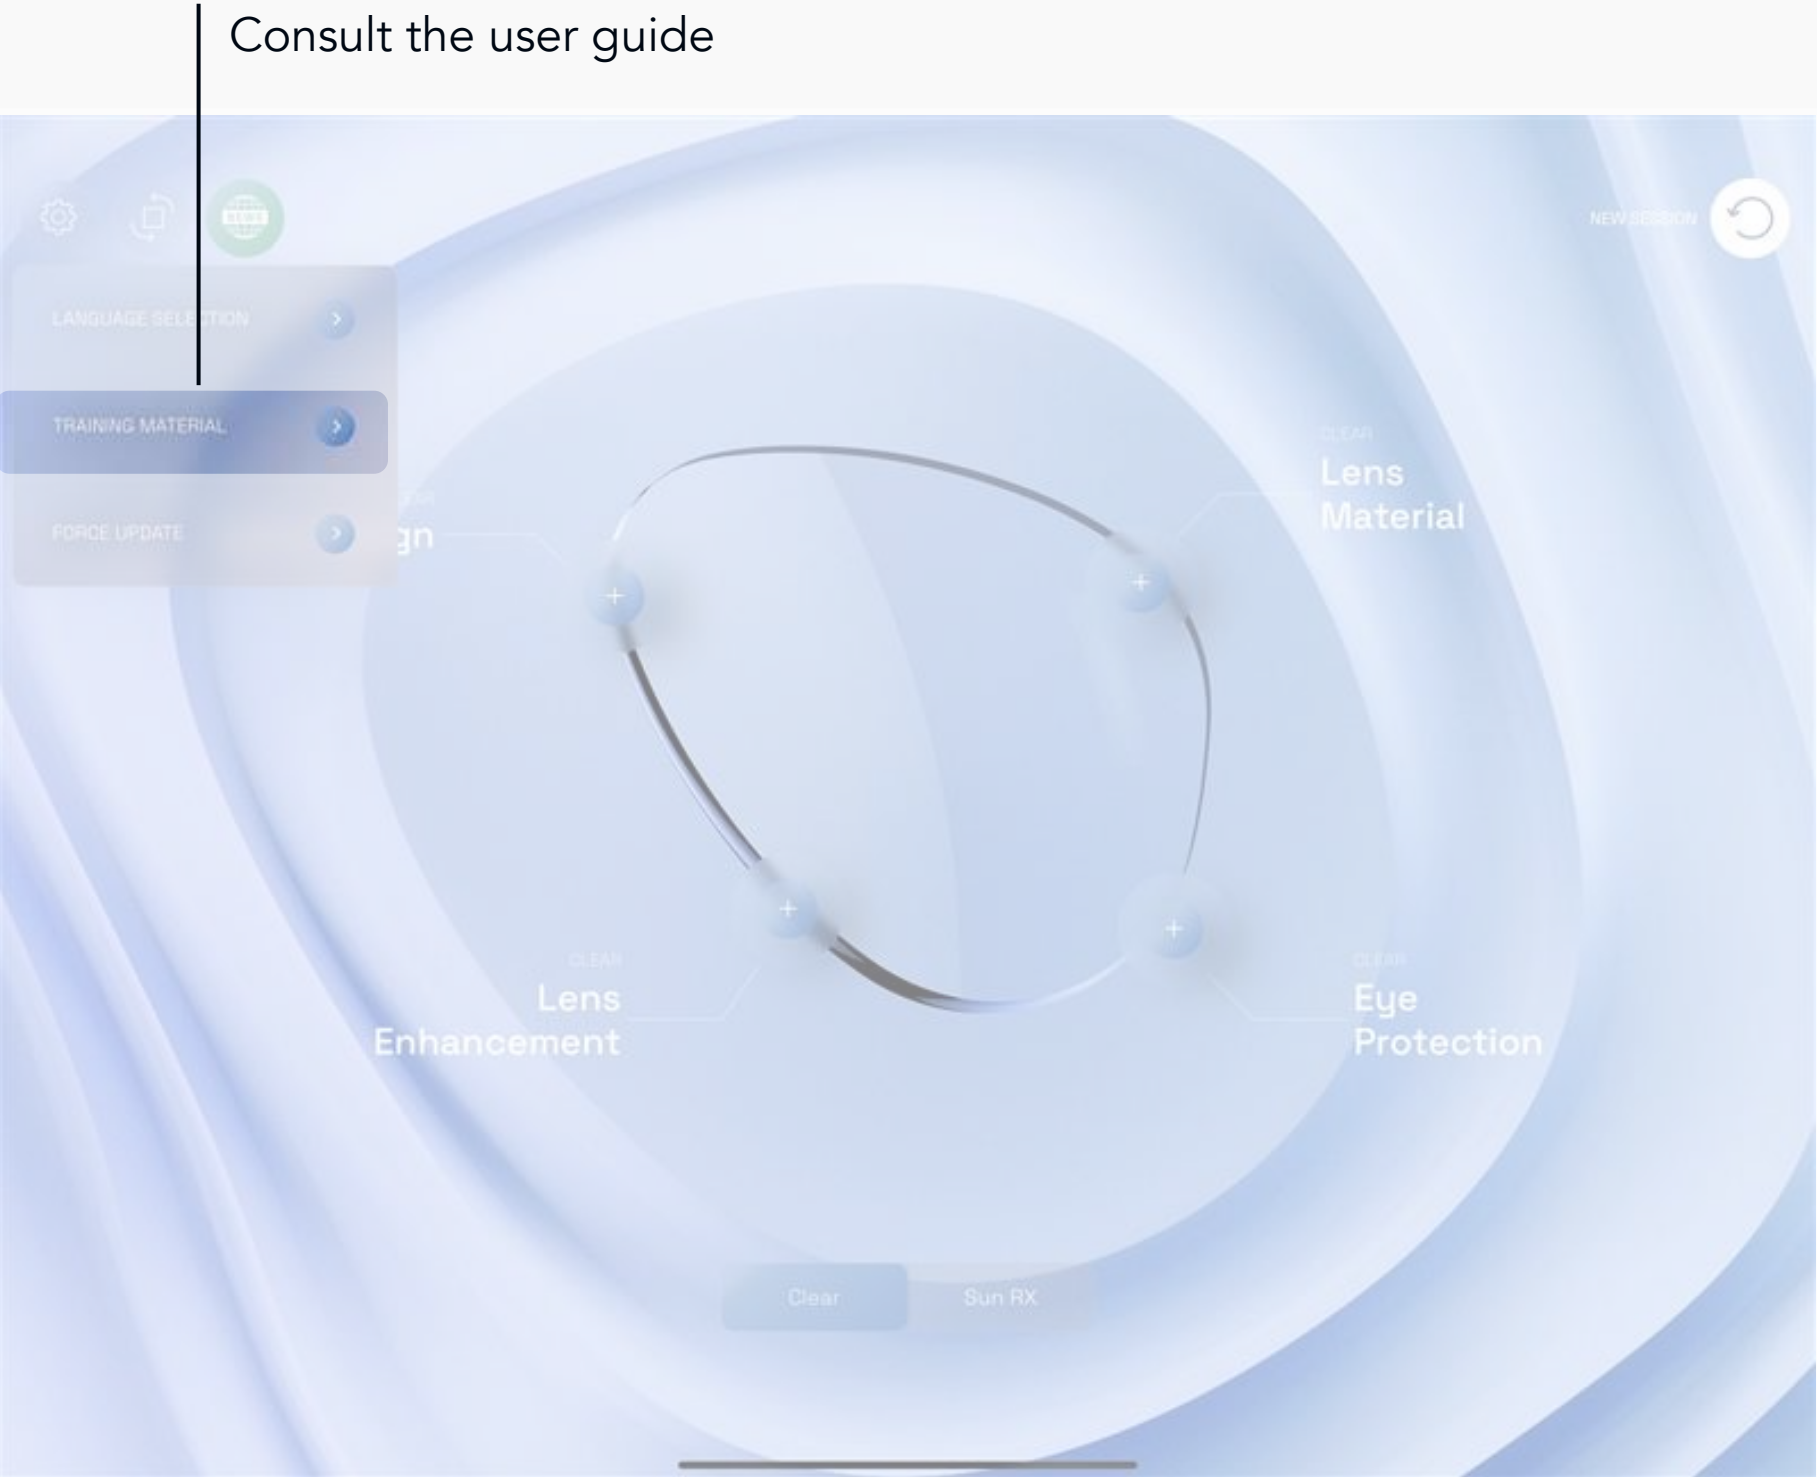 Consult the user guide
NEWS
NEW SESSION
LANGUAGE SELECTION
TRAINING MATERIAL
FORCE UPDATE
gn
CLEAR
Lens
Material
CLEAR
Lens
Enhancement
CLEAR
Eye
Protection
Clear
Sun RX